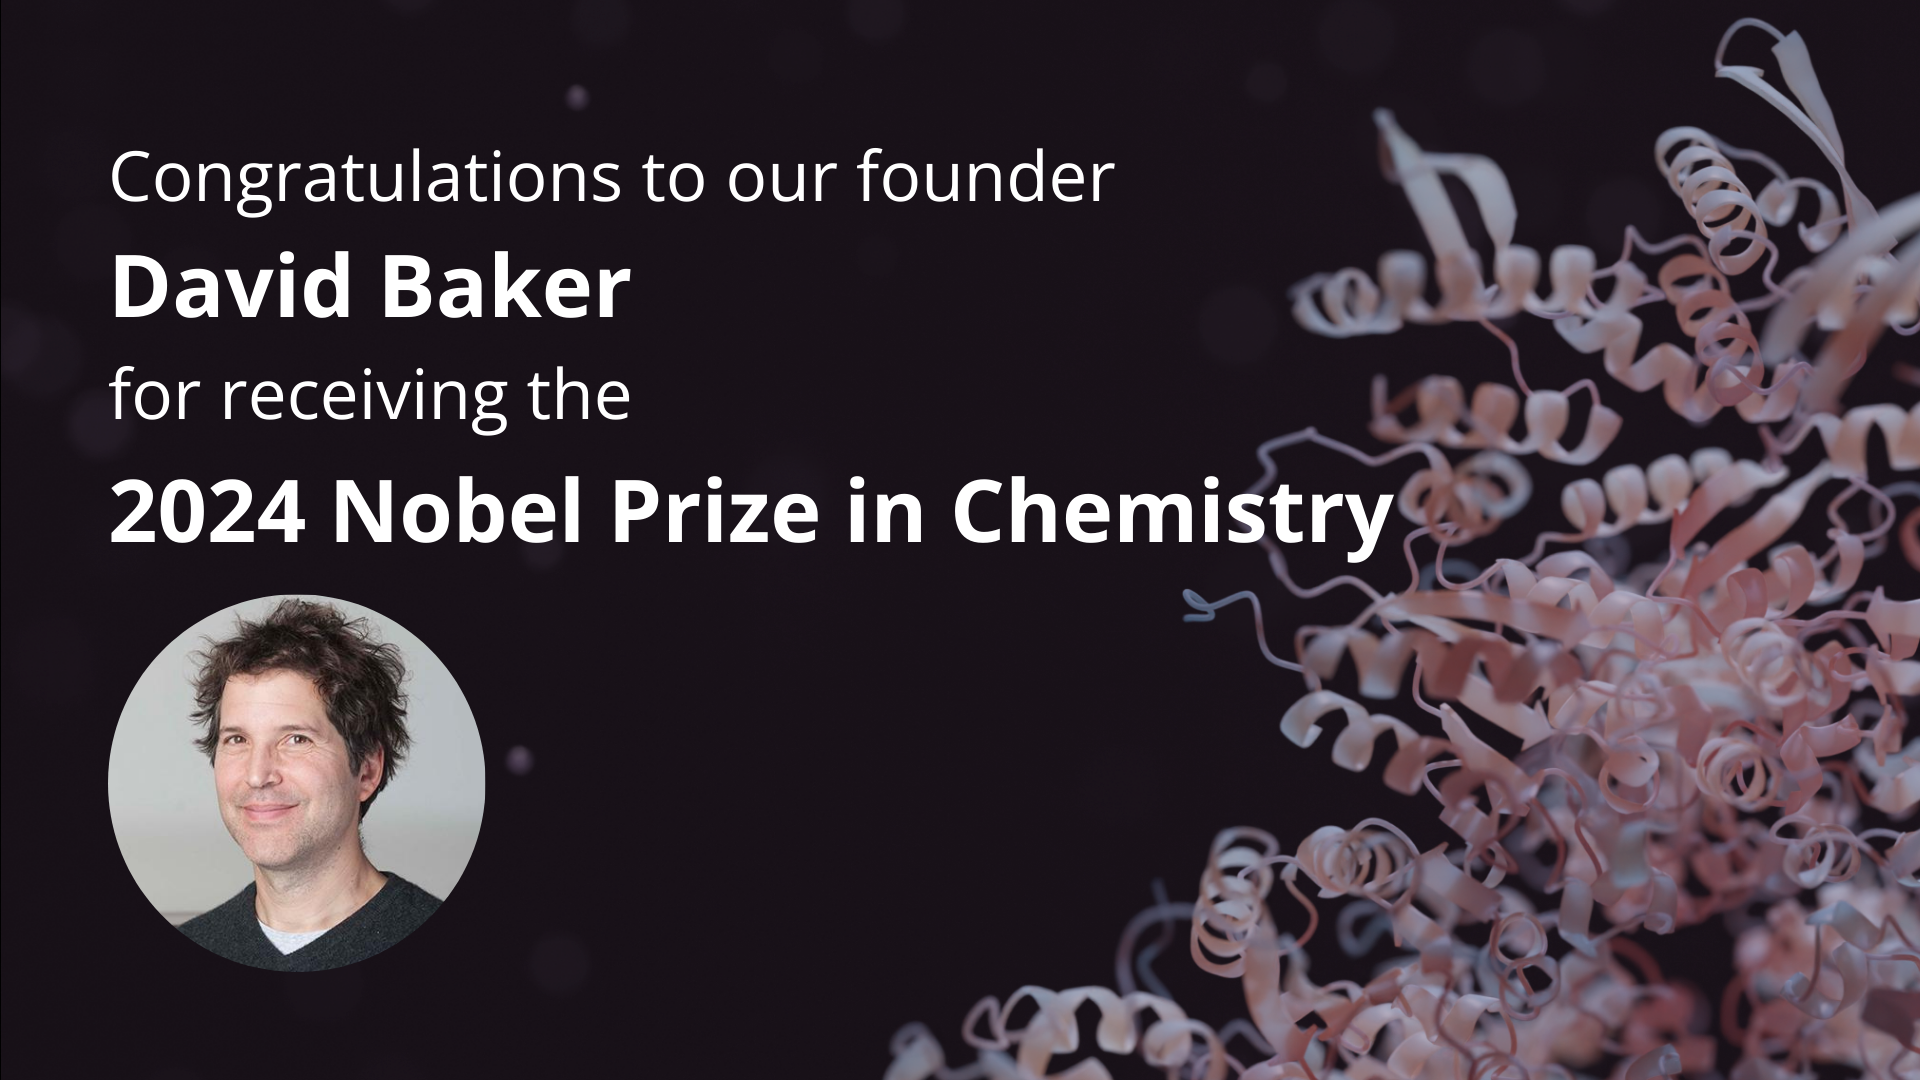 Congratulations to our founder
David Baker
for receiving the
2024 Nobel Prize in Chemistry